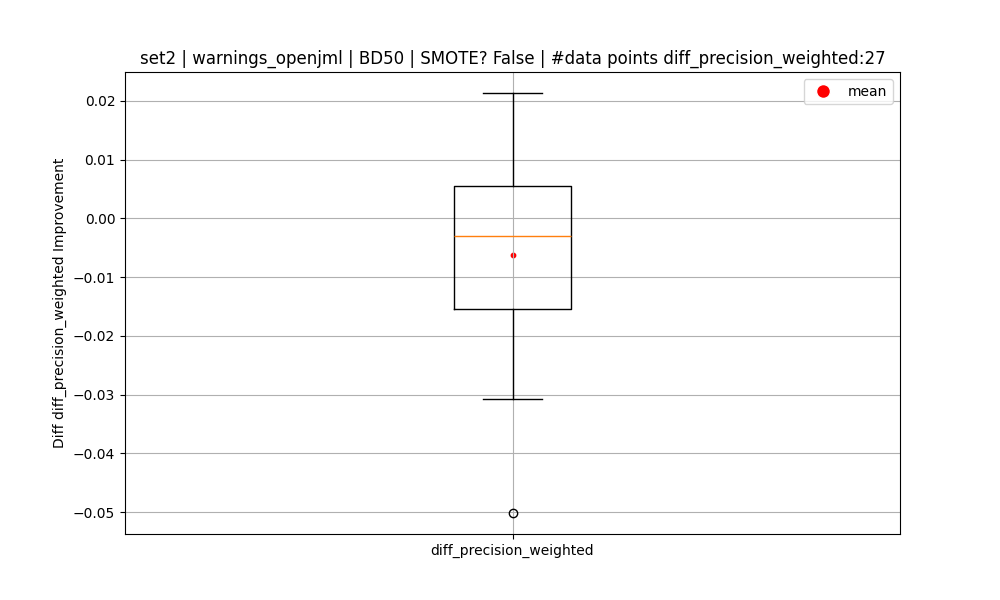 set2 | warnings_openjml | BD50 | SMOTE? False | #data points diff_precision_weighted:27
mean
0.02
0.01
0.00
−0.01
−0.02
−0.03
−0.04
−0.05
Diff diff_precision_weighted Improvement
diff_precision_weighted